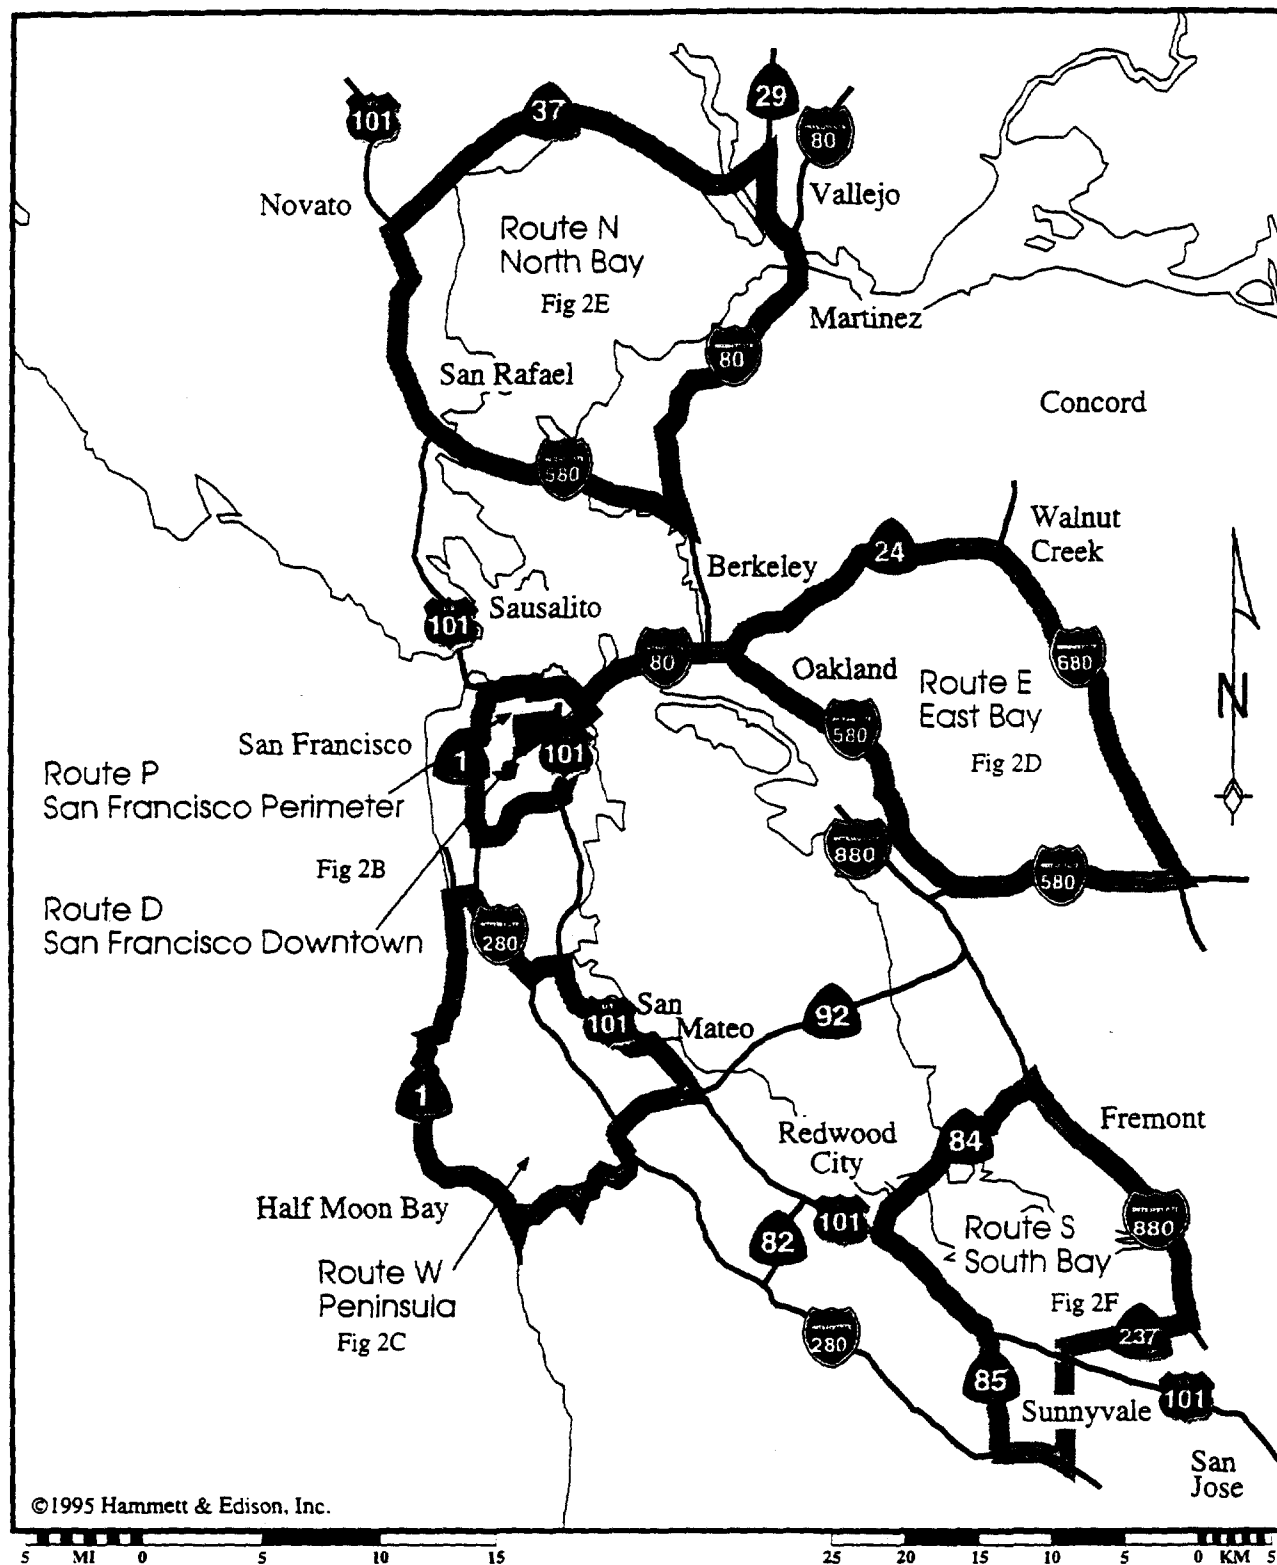 101
37
29
80
Novato
Vallejo
Route N
North Bay
Fig 2E
Martinez
80
San Rafael
Concord
580
Walnut
Creek
24
Berkeley
Sausalito
101
80
680
Oakland
Route E
East Bay
N
580
San Francisco
1
101
Fig 2D
Route P
San Francisco Perimeter
880
Fig 2B
580
Route D
San Francisco Downtown
280
San
Mateo
101
92
1
Fremont
Redwood
City
84
Half Moon Bay
101
82
Route S
South Bay
880
Route W
Peninsula
Fig 2C
Fig 2F
280
237
85
Sunnyvale
101
San
Jose
©1995 Hammett & Edison, Inc.
5 MI 0 5 10 15 25 20 15 10 5 0 KM 5